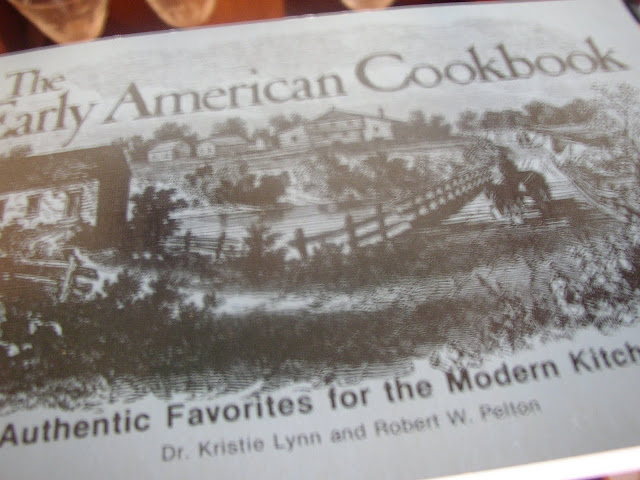 The
Early American Cookbook
Authentic Favorites for the Modern Kitch
Dr. Kristie Lynn and Robert W. Pelton